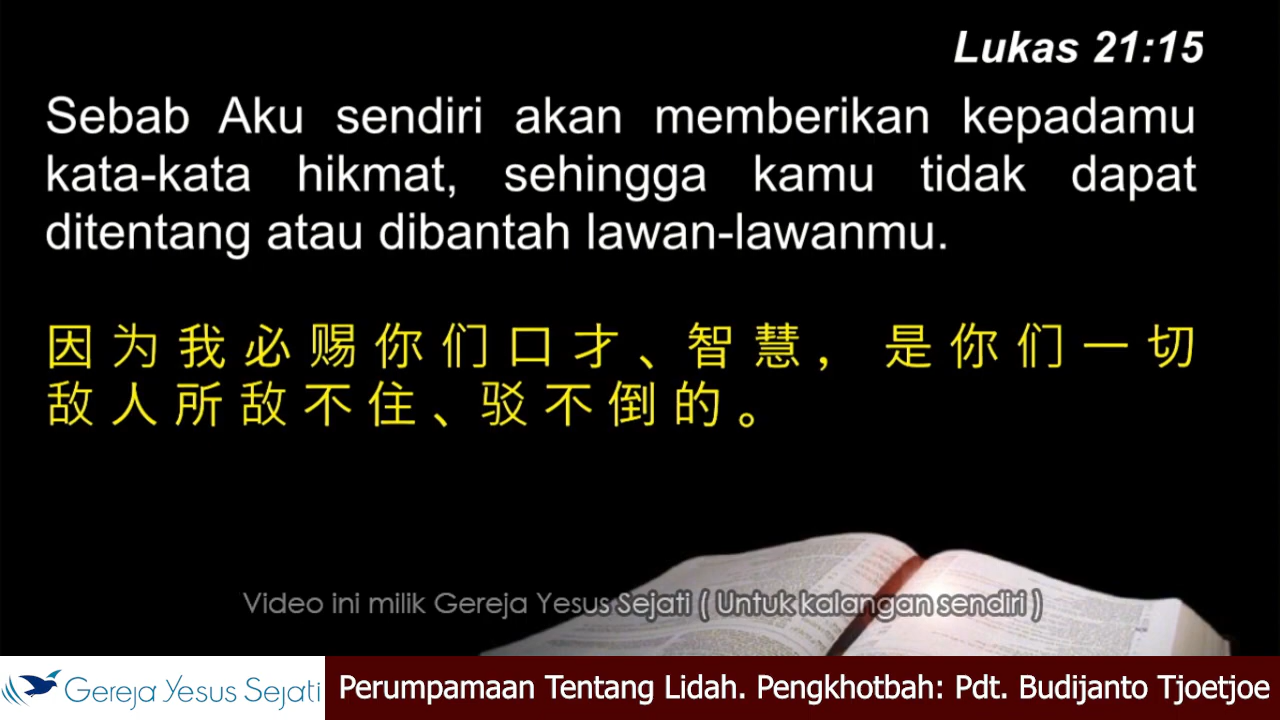 Lukas 21:15
Sebab Aku sendiri akan memberikan kepadamu
kata-kata hikmat, sehingga kamu tidak dapat
ditentang atau dibantah lawan-lawanmu.
因为我必赐你们口才、智慧，是你们一切
敌人所敌不住、驳不倒的。
Video ini milik Gereja Yesus Sejati ( Untuk kalangan sendiri )
Gereja Yesus Sejati
Perumpamaan Tentang Lidah. Pengkhotbah: Pdt. Budijanto Tjoetjoe